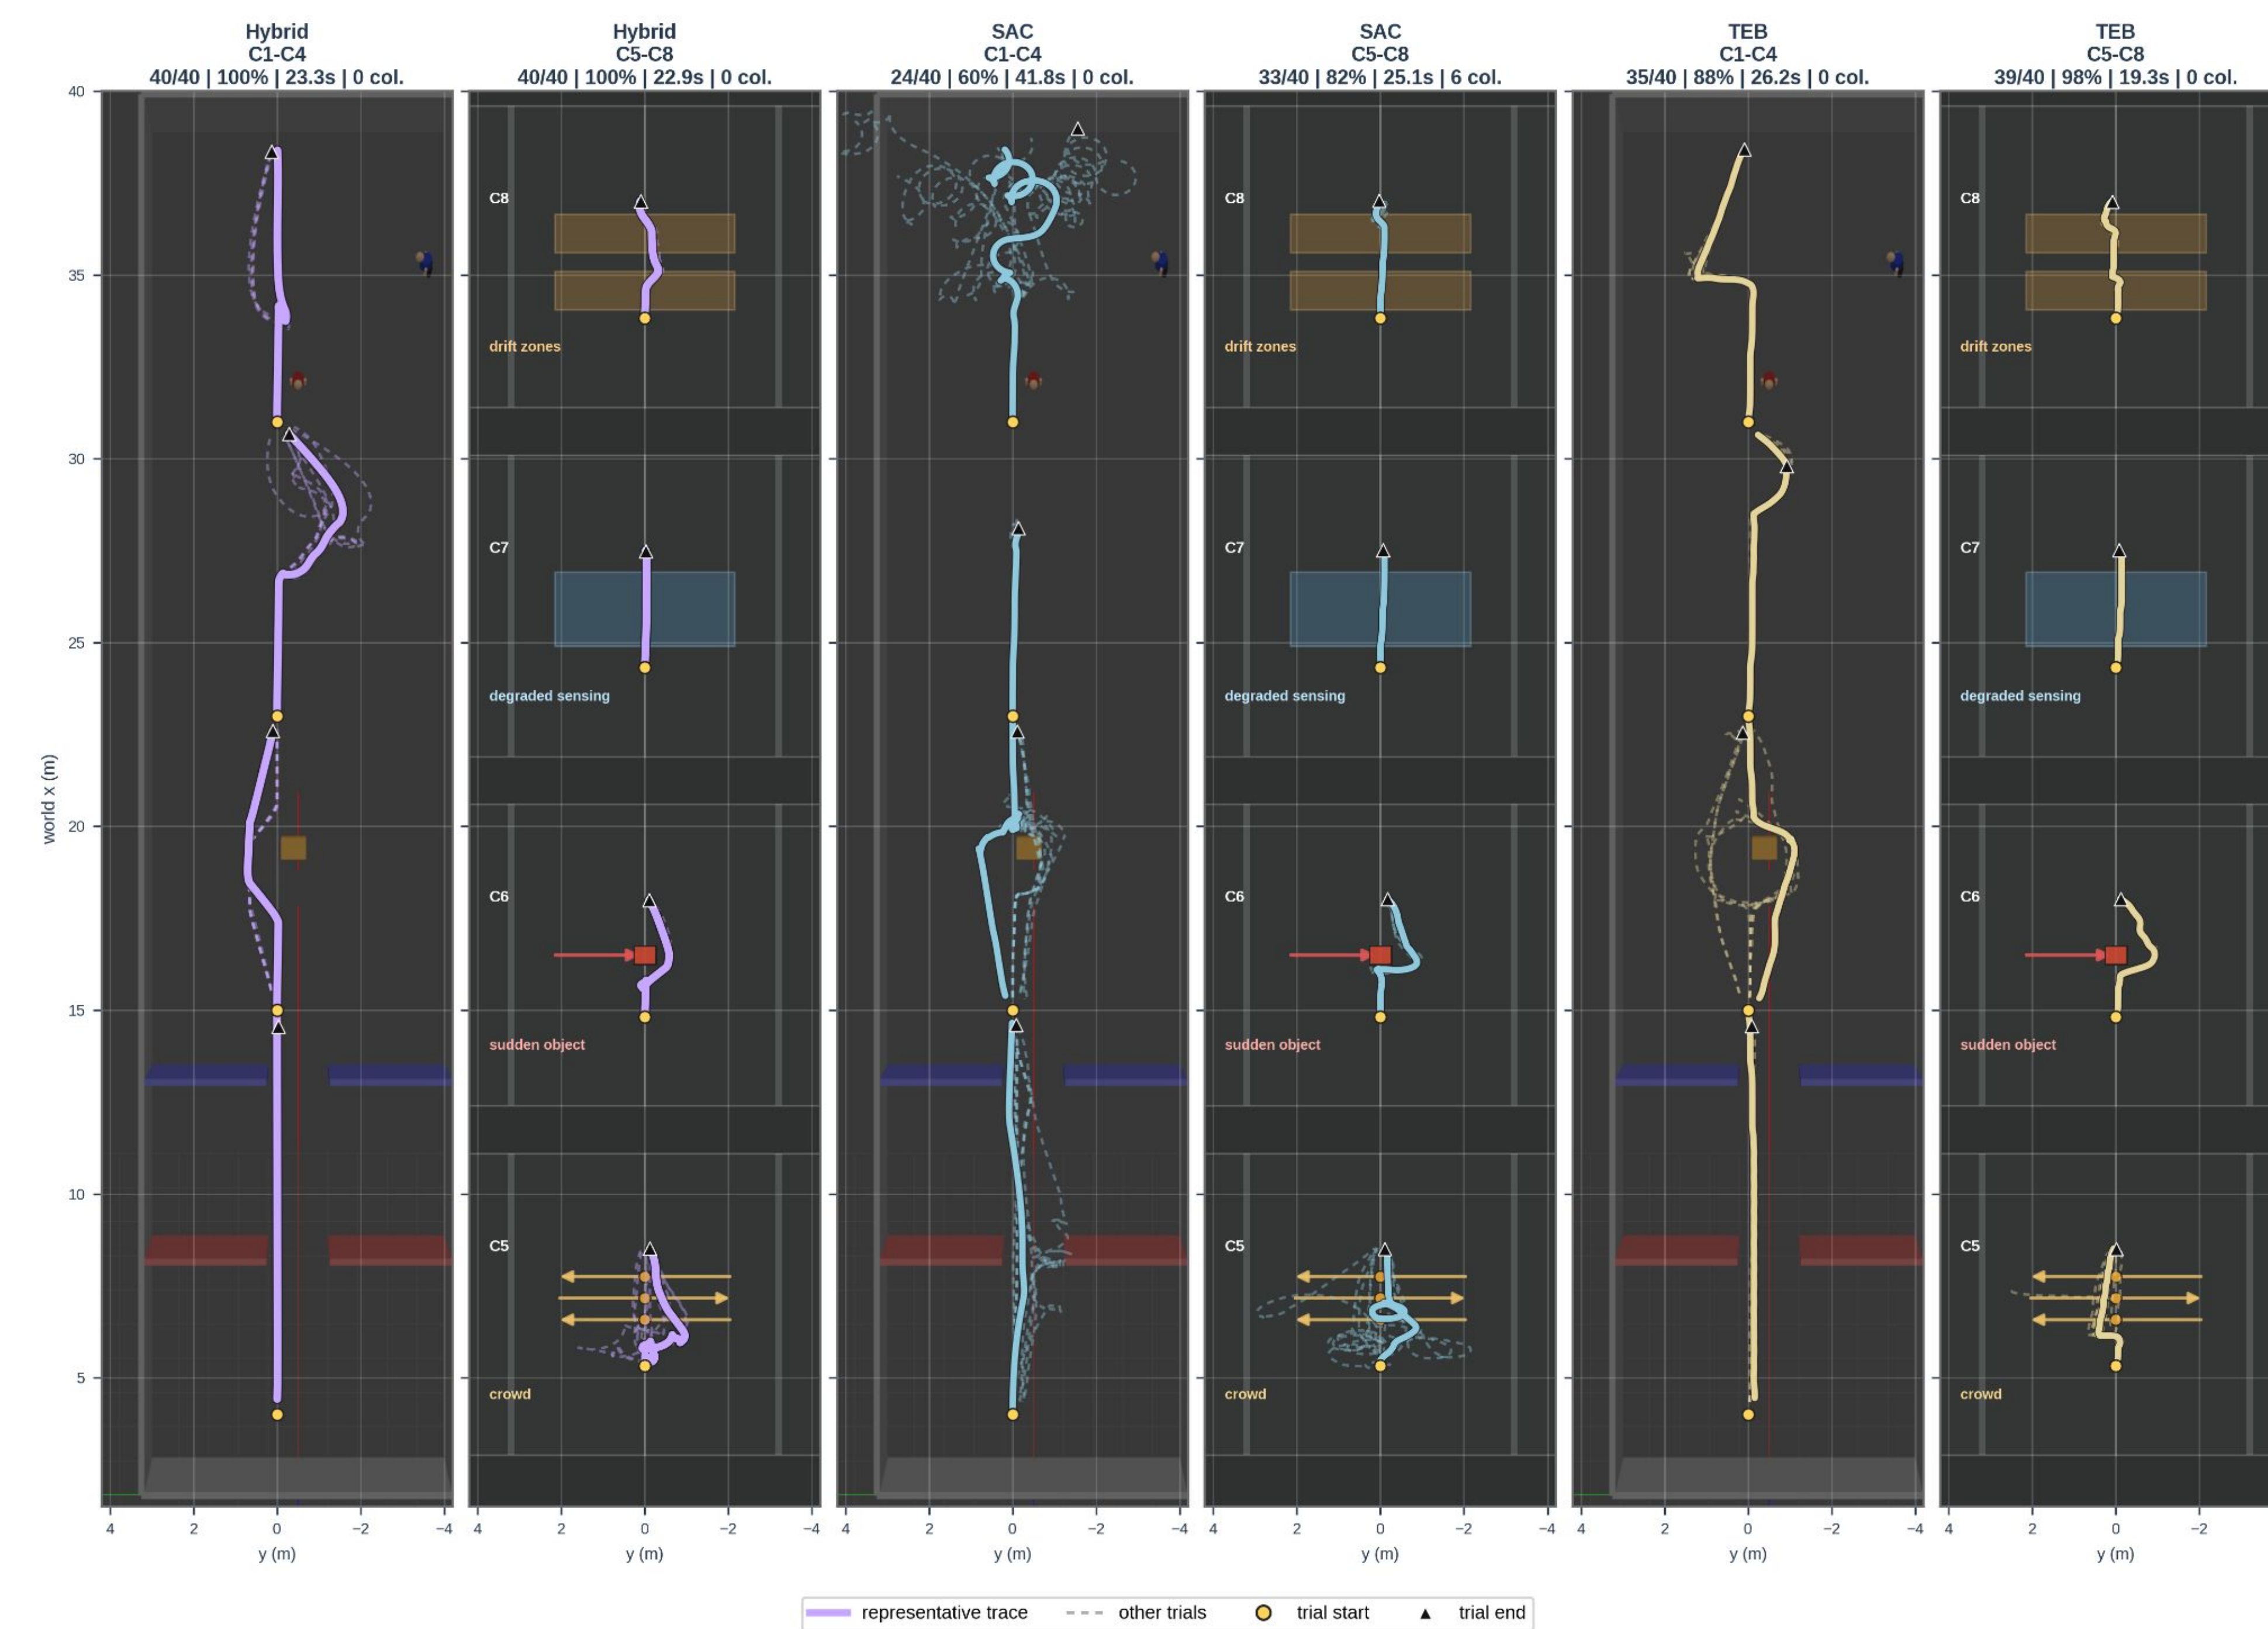 Hybrid
C1-C4
40/40 | 100% | 23.3s | 0 col.
Hybrid
C5-C8
40/40 | 100% | 22.9s | 0 col.
SAC
C1-C4
24/40 | 60% | 41.8s | 0 col.
SAC
C5-C8
33/40 | 82% | 25.1s | 6 col.
TEB
C1-C4
35/40 | 88% | 26.2s | 0 col.
TEB
C5-C8
39/40 | 98% | 19.3s | 0 col.
world x (m)
40
35
30
25
20
15
10
5
4 2 0 −2 −4
y (m)
C8
drift zones
C7
degraded sensing
C6
sudden object
C5
crowd
4 2 0 −2 −4
y (m)
4 2 0 −2 −4
y (m)
C8
drift zones
C7
degraded sensing
C6
sudden object
C5
crowd
4 2 0 −2 −4
y (m)
4 2 0 −2 −4
y (m)
C8
drift zones
C7
degraded sensing
C6
sudden object
C5
crowd
4 2 0 −2
y (m)
representative trace other trials trial start trial end